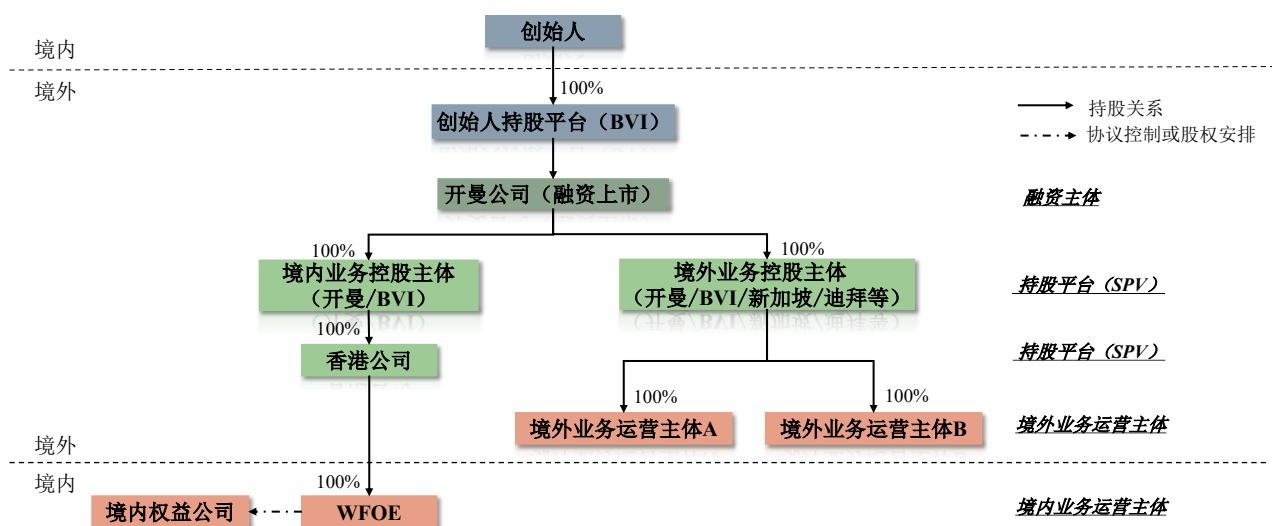 创始人
境内
境外
100%
创始人持股平台（BVI）
持股关系
协议控制或股权安排
开曼公司（融资上市）
融资主体
100%
100%
境内业务控股主体
（开曼/BVI）
境外业务控股主体
（开曼/BVI/新加坡/迪拜等）
持股平台（SPV）
100%
香港公司
持股平台（SPV）
100%
100%
境外业务运营主体A
境外业务运营主体B
境外业务运营主体
境外
境内
100%
境内权益公司
WFOE
境内业务运营主体